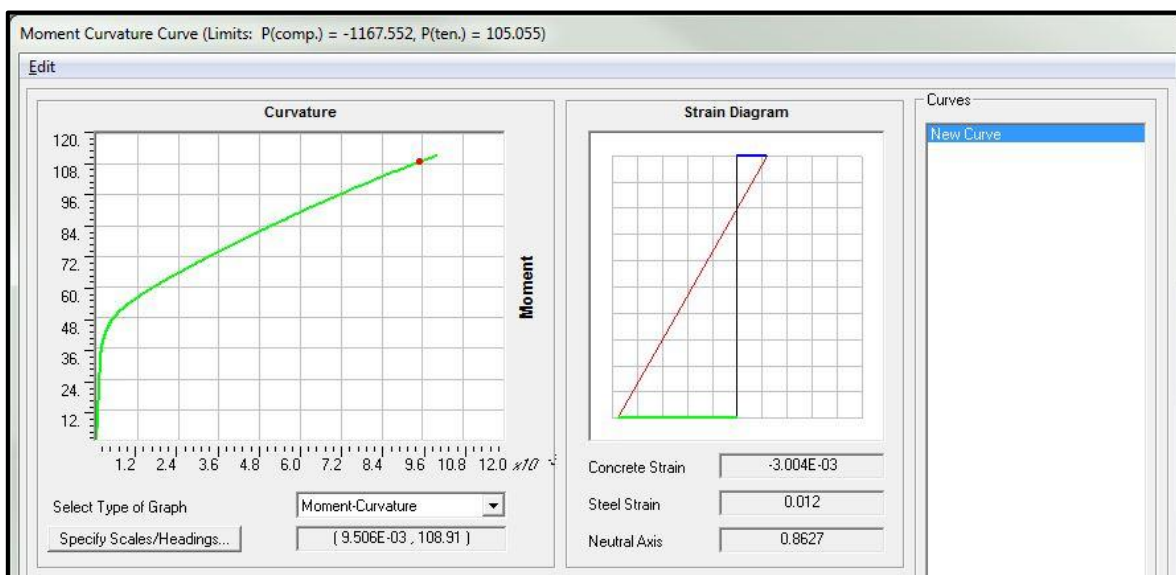 Moment Curvature Curve (Limits: P(comp.) = -1167.552, P(ten.) = 105.055)
Edit
Curvature
120.
108.
96.
84.
72.
60.
48.
36.
24.
12.
1.2 2.4 3.6 4.8 6.0 7.2 8.4 9.6 10.8 12.0 x10
Moment
Select Type of Graph
Moment-Curvature
Specify Scales/Headings...
( 9.506E-03 , 108.91 )
Strain Diagram
Concrete Strain
-3.004E-03
Steel Strain
0.012
Neutral Axis
0.8627
Curves
New Curve